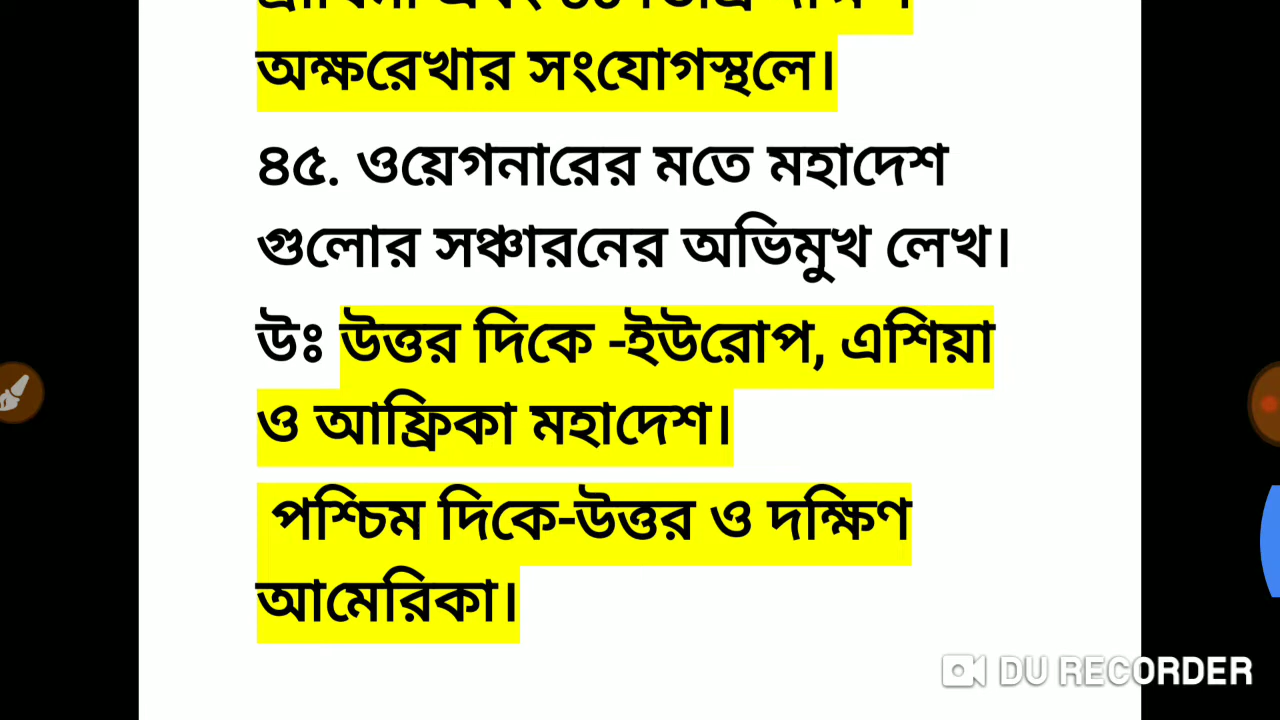 অক্ষরেখার সংযোগস্থলে।
৪৫. ওয়েগনারের মতে মহাদেশ
গুলোর সঞ্চারনের অভিমুখ লেখ।
উঃ উত্তর দিকে -ইউরোপ, এশিয়া
ও আফ্রিকা মহাদেশ।
পশ্চিম দিকে-উত্তর ও দক্ষিণ
আমেরিকা।
DU RECORDER